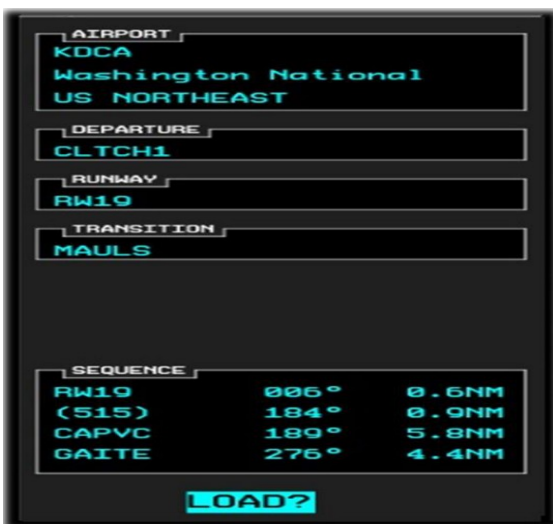 AIRPORT
KDCA
Washington National
US NORTHEAST
DEPARTURE
CLTCH1
RUNWAY
RW19
TRANSITION
MAULS
SEQUENCE
RW19 006° 0.6NM
(515) 184° 0.9NM
CAPVC 189° 5.8NM
GAITE 276° 4.4NM
LOAD?